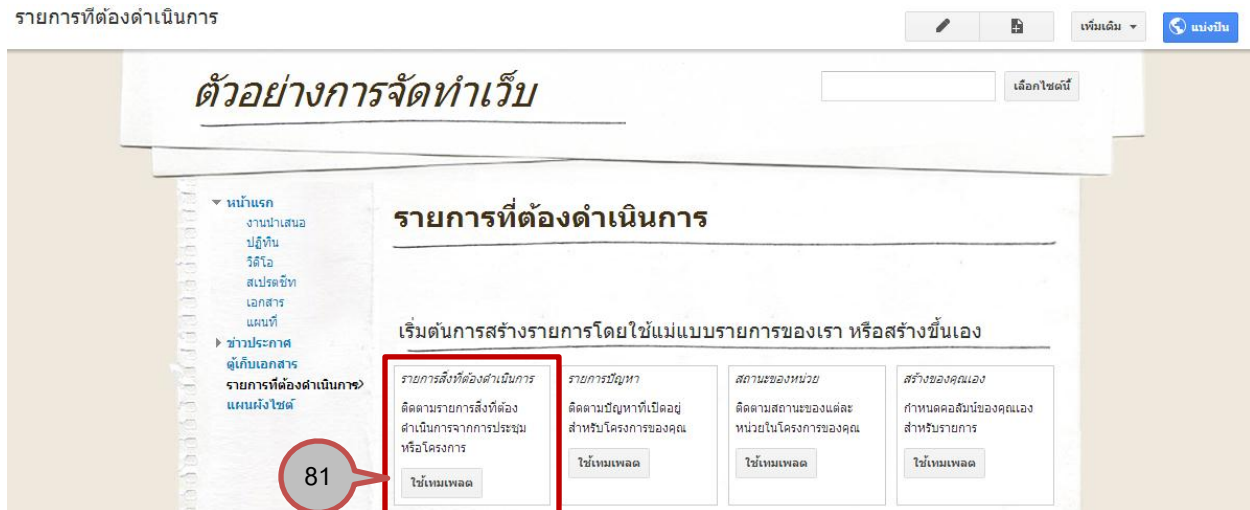 รายการที่ต้องดำเนินการ
เพิ่มเติม
แบ่งปัน
ตัวอย่างการจัดทำเว็บ
เลือกไซต์นี้
หน้าแรก
งานนำเสนอ
ปฏิทิน
วิดีโอ
สเปรดชีท
เอกสาร
แผนที่
ข่าวประกาศ
ตู้เก็บเอกสาร
รายการที่ต้องดำเนินการ
แผนผังไซต์
รายการที่ต้องดำเนินการ
เริ่มต้นการสร้างรายการโดยใช้แม่แบบรายการของเรา หรือสร้างขึ้นเอง
รายการสิ่งที่ต้องดำเนินการ
ติดตามรายการสิ่งที่ต้อง
ดำเนินการจากการประชุม
หรือโครงการ
ใช้เทมเพลต
รายการปัญหา
ติดตามปัญหาที่เปิดอยู่
สำหรับโครงการของคุณ
ใช้เทมเพลต
สถานะของหน่วย
ติดตามสถานะของแต่ละ
หน่วยในโครงการของคุณ
ใช้เทมเพลต
สร้างของคุณเอง
กำหนดคอลัมน์ของคุณเอง
สำหรับรายการ
ใช้เทมเพลต
81